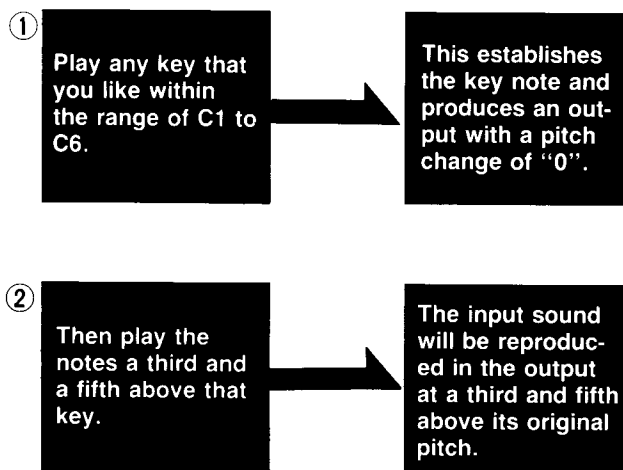 ①
Play any key that
you like within
the range of C1 to
C6.
This establishes
the key note and
produces an out-
put with a pitch
change of “0”.
②
Then play the
notes a third and
a fifth above that
key.
The input sound
will be reproduc-
ed in the output
at a third and fifth
above its original
pitch.